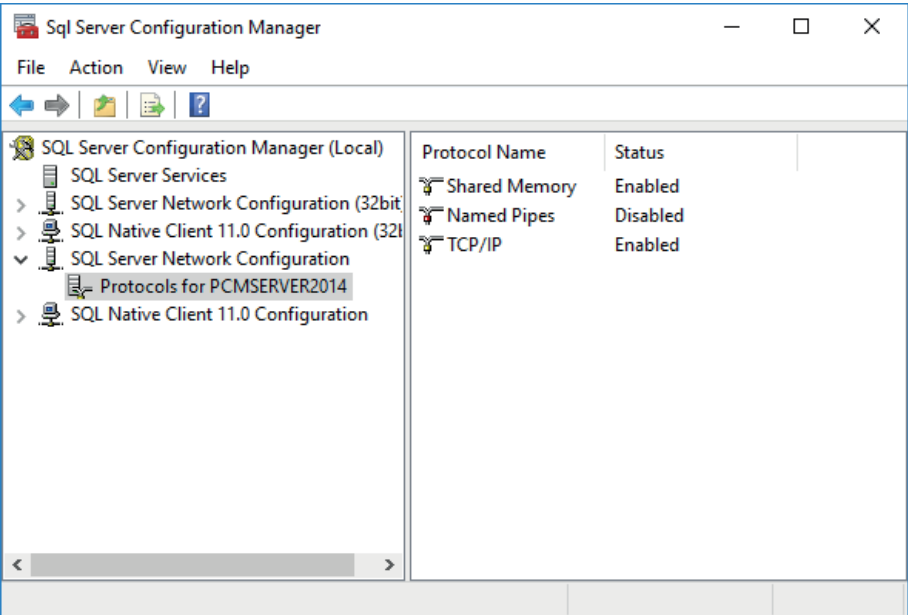 Sql Server Configuration Manager
File Action View Help
SQL Server Configuration Manager (Local)
SQL Server Services
SQL Server Network Configuration (32bit
SQL Native Client 11.0 Configuration (32b
SQL Server Network Configuration
Protocols for PCMSERVER2014
SQL Native Client 11.0 Configuration
Protocol Name Status
Shared Memory Enabled
Named Pipes Disabled
TCP/IP Enabled